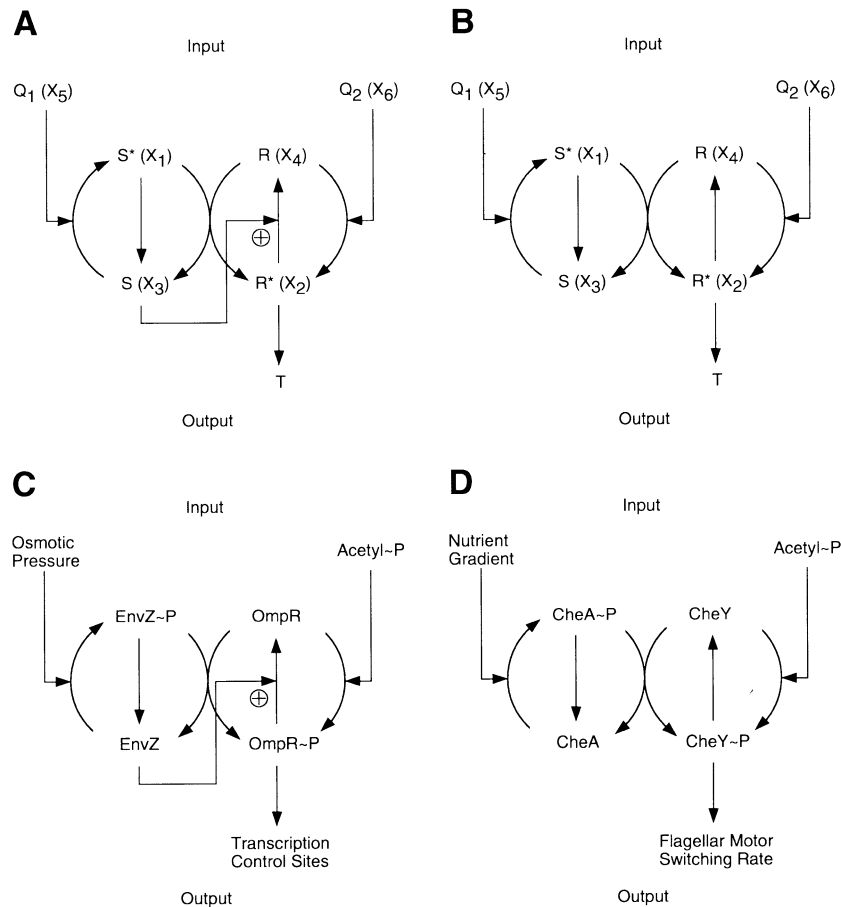 A
Input
Q1 (X5)
Q2 (X6)
S* (X1)
R (X4)
⊕
S (X3)
R* (X2)
T
Output
B
Input
Q1 (X5)
Q2 (X6)
S* (X1)
R (X4)
S (X3)
R* (X2)
T
Output
C
Input
Osmotic
Pressure
Acetyl~P
EnvZ~P
OmpR
⊕
EnvZ
OmpR~P
Transcription
Control Sites
Output
D
Input
Nutrient
Gradient
Acetyl~P
CheA~P
CheY
CheA
CheY~P
Flagellar Motor
Switching Rate
Output